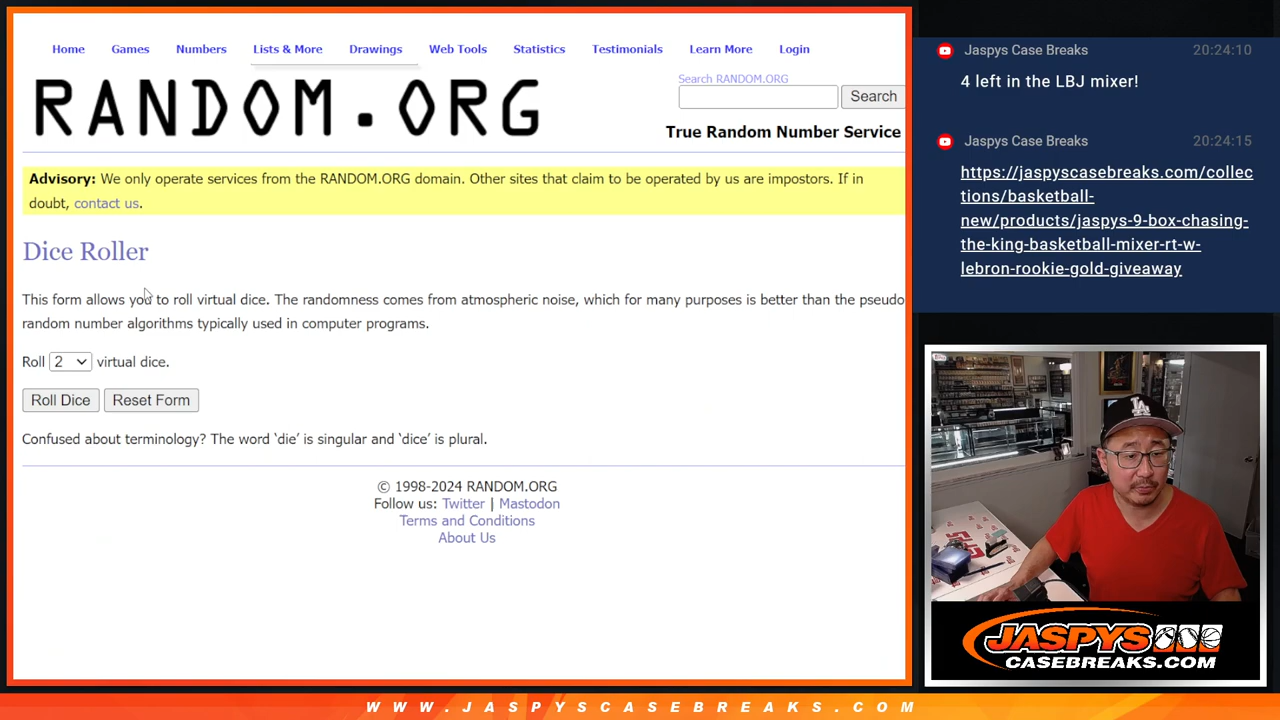 Home Games Numbers Lists & More Drawings Web Tools Statistics Testimonials Learn More Login
RANDOM.ORG
Search RANDOM.ORG
Search
True Random Number Service
Advisory: We only operate services from the RANDOM.ORG domain. Other sites that claim to be operated by us are impostors. If in
doubt, contact us.
Dice Roller
This form allows you to roll virtual dice. The randomness comes from atmospheric noise, which for many purposes is better than the pseudo
random number algorithms typically used in computer programs.
Roll 2 virtual dice.
Roll Dice Reset Form
Confused about terminology? The word ‘die’ is singular and ‘dice’ is plural.
© 1998-2024 RANDOM.ORG
Follow us: Twitter | Mastodon
Terms and Conditions
About Us
Jaspys Case Breaks 20:24:10
4 left in the LBJ mixer!
Jaspys Case Breaks 20:24:15
https://jaspyscasebreaks.com/collec
tions/basketball-
new/products/jaspys-9-box-chasing-
the-king-basketball-mixer-rt-w-
lebron-rookie-gold-giveaway
JASPYS
CASEBREAKS.COM
WWW.JASPYSCASEBREAKS.COM